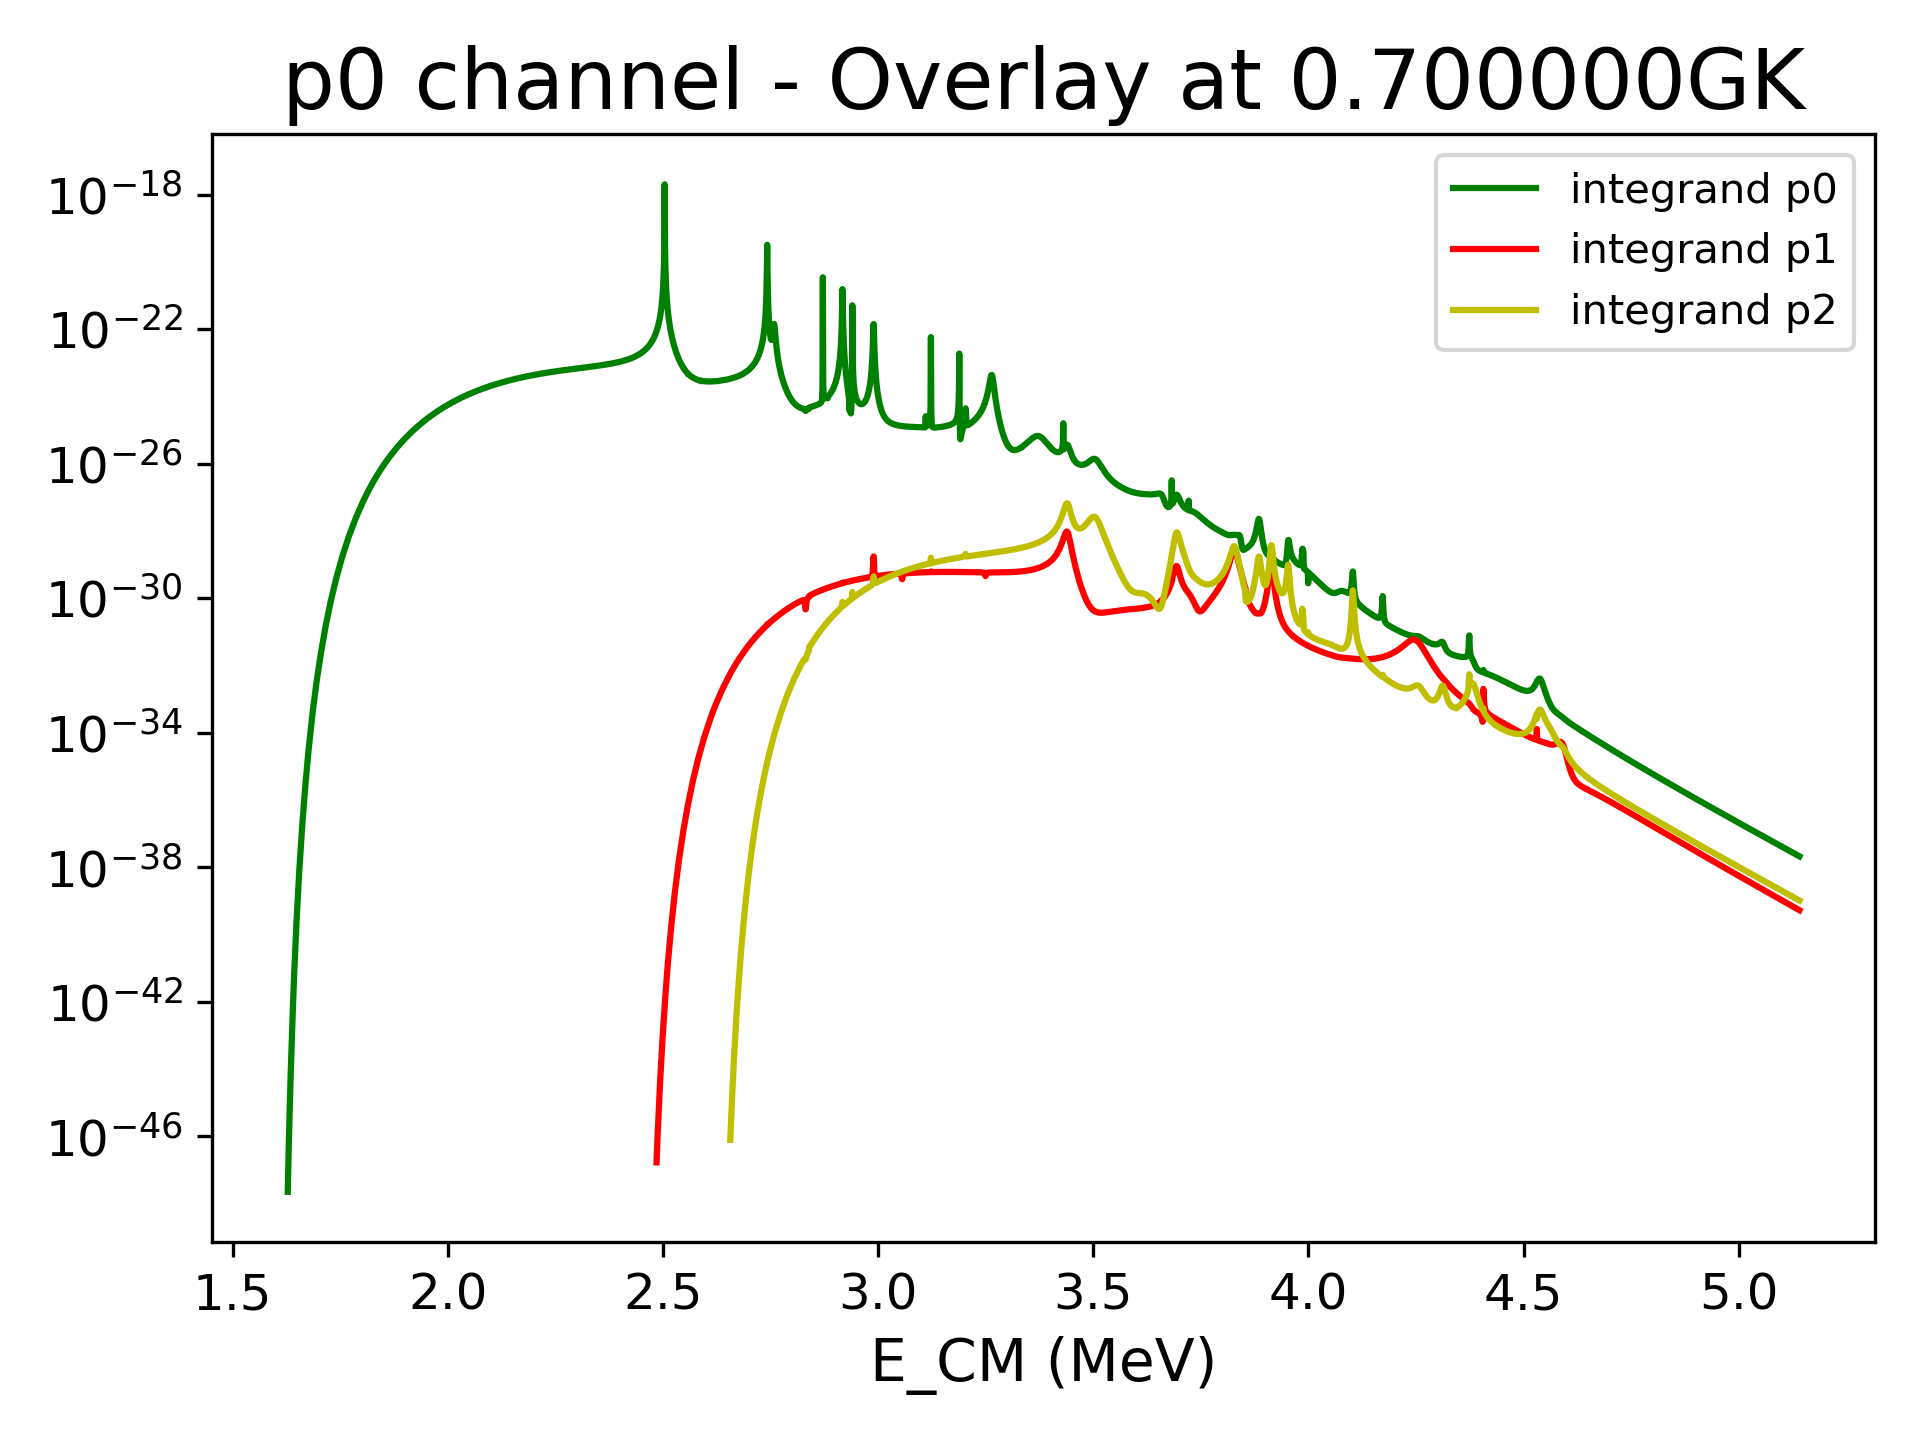 p0 channel - Overlay at 0.700000GK
integrand p0
integrand p1
integrand p2
10⁻¹⁸
10⁻²²
10⁻²⁶
10⁻³⁰
10⁻³⁴
10⁻³⁸
10⁻⁴²
10⁻⁴⁶
1.5 2.0 2.5 3.0 3.5 4.0 4.5 5.0
E_CM (MeV)